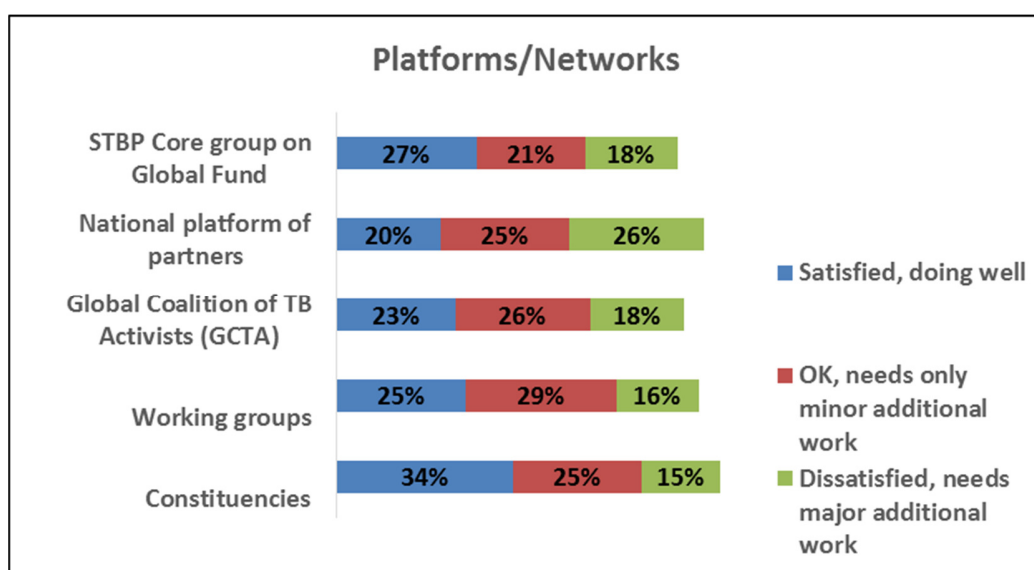 Platforms/Networks
STBP Core group on
Global Fund
27% 21% 18%
National platform of
partners
20% 25% 26%
Global Coalition of TB
Activists (GCTA)
23% 26% 18%
Working groups
25% 29% 16%
Constituencies
34% 25% 15%
Satisfied, doing well
OK, needs only
minor additional
work
Dissatisfied, needs
major additional
work